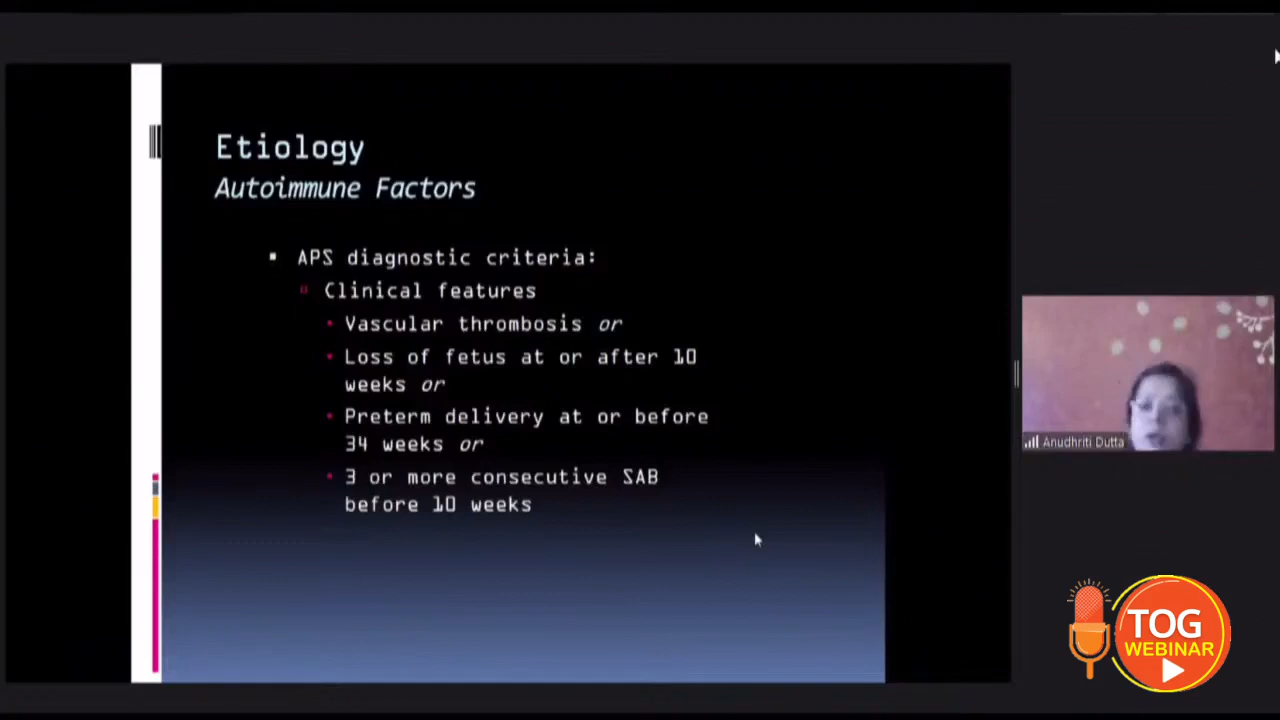 Etiology
Autoimmune Factors
▪ APS diagnostic criteria:
Clinical features
• Vascular thrombosis or
• Loss of fetus at or after 10
weeks or
• Preterm delivery at or before
34 weeks or
• 3 or more consecutive SAB
before 10 weeks
Anudhriti Dutta
TOG
WEBINAR